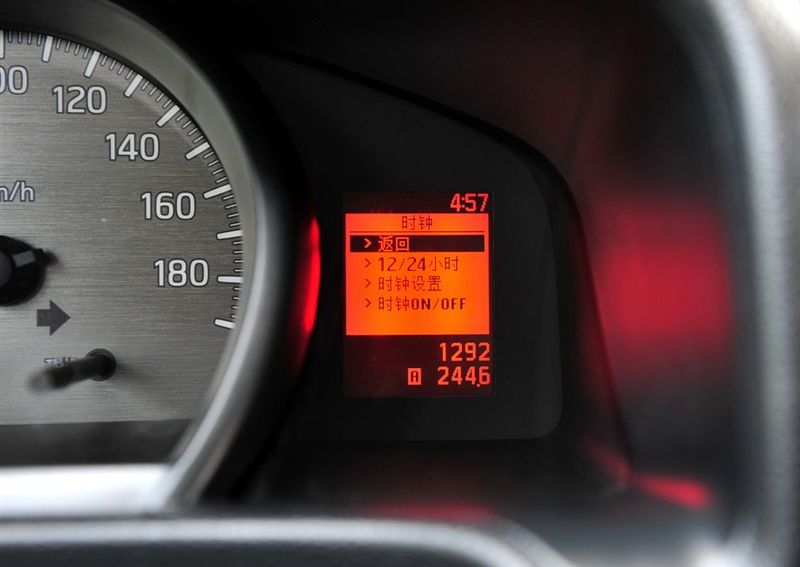 120
140
160
180
4:57
时钟
> 返回
> 12/24小时
> 时钟设置
> 时钟ON/OFF
1292
A 244.6